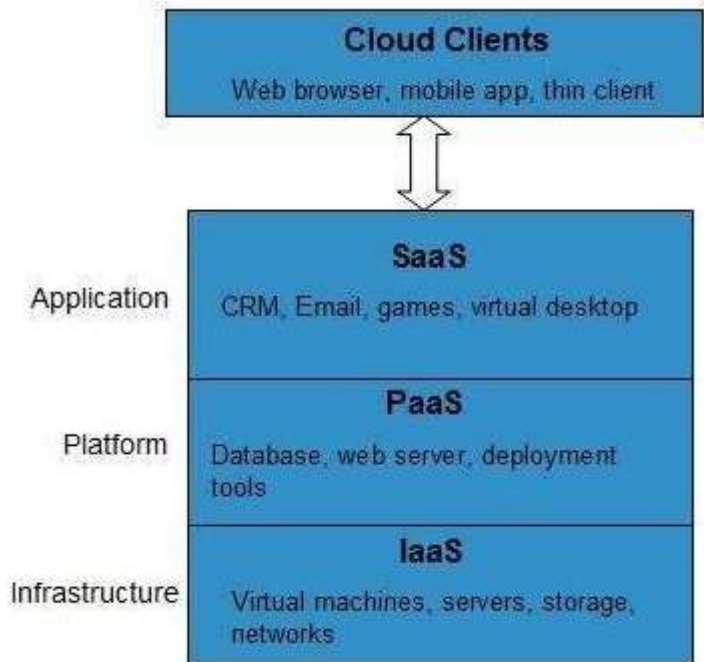 Cloud Clients
Web browser, mobile app, thin client
SaaS
Application
CRM, Email, games, virtual desktop
PaaS
Platform
Database, web server, deployment
tools
IaaS
Infrastructure
Virtual machines, servers, storage,
networks